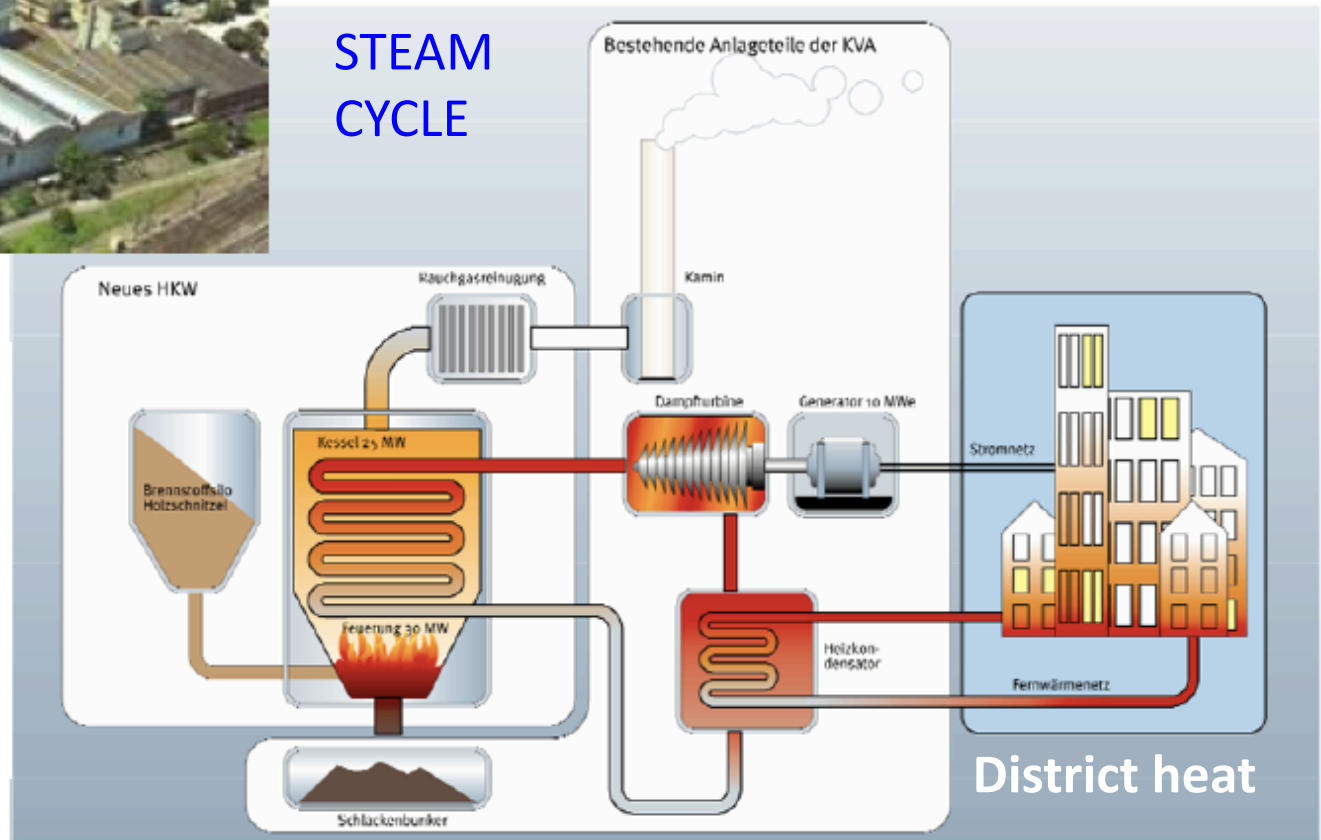 STEAM
CYCLE
Bestehende Anlageteile der KVA
Neues HKW
Rauchgasreinugung
Kamin
Dampfturbine
Generator 10 MWe
Kessel 25 MW
Stromnetz
Brennstoffsilo
Holzschnitzel
Feuerung 30 MW
Heizkon-
densator
Fernwärmenetz
District heat
Schlackenbunker